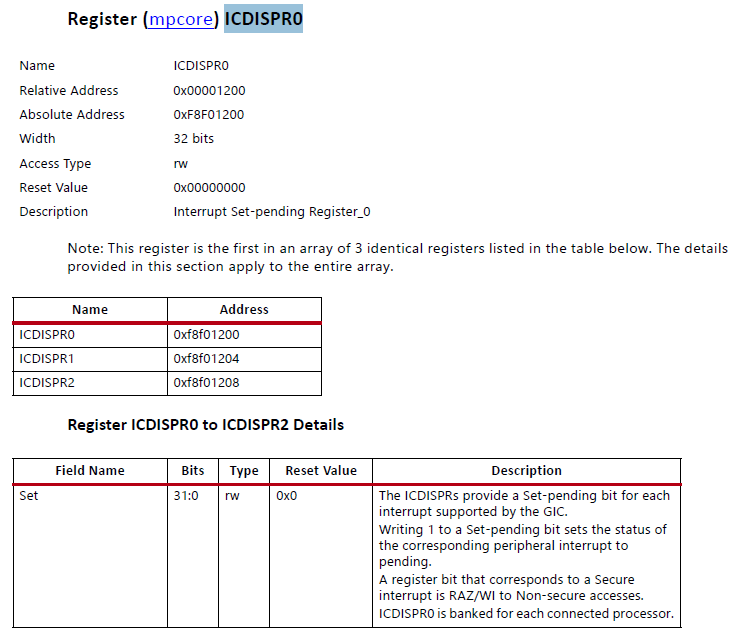 Register (mpcore) ICDISPR0
Name ICDISPR0
Relative Address 0x00001200
Absolute Address 0xF8F01200
Width 32 bits
Access Type rw
Reset Value 0x00000000
Description Interrupt Set-pending Register_0
Note: This register is the first in an array of 3 identical registers listed in the table below. The details
provided in this section apply to the entire array.
Name Address
ICDISPR0 0xf8f01200
ICDISPR1 0xf8f01204
ICDISPR2 0xf8f01208
Register ICDISPR0 to ICDISPR2 Details
Field Name Bits Type Reset Value Description
Set 31:0 rw 0x0 The ICDISPRs provide a Set-pending bit for each
interrupt supported by the GIC.
Writing 1 to a Set-pending bit sets the status of
the corresponding peripheral interrupt to
pending.
A register bit that corresponds to a Secure
interrupt is RAZ/WI to Non-secure accesses.
ICDISPR0 is banked for each connected processor.